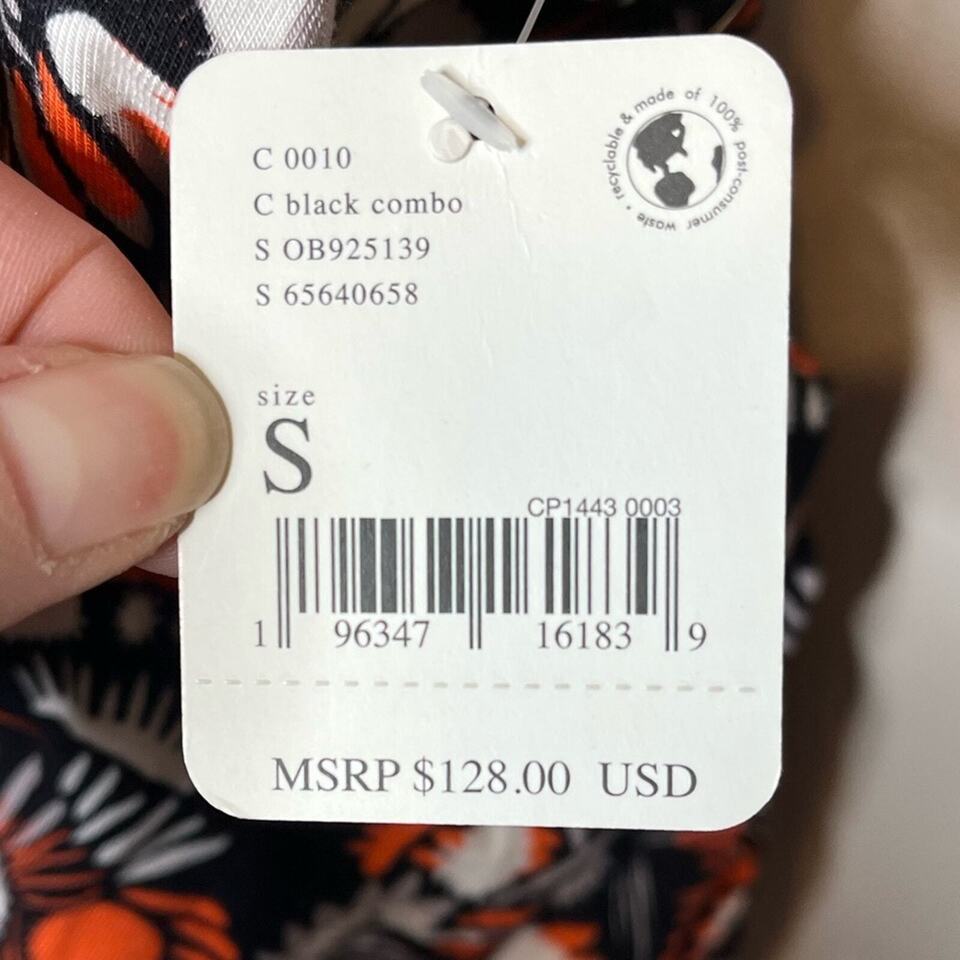 recyclable & made of 100% post-consumer waste •
C 0010
C black combo
S OB925139
S 65640658
size
S
CP1443 0003
1 96347 16183 9
MSRP $128.00 USD